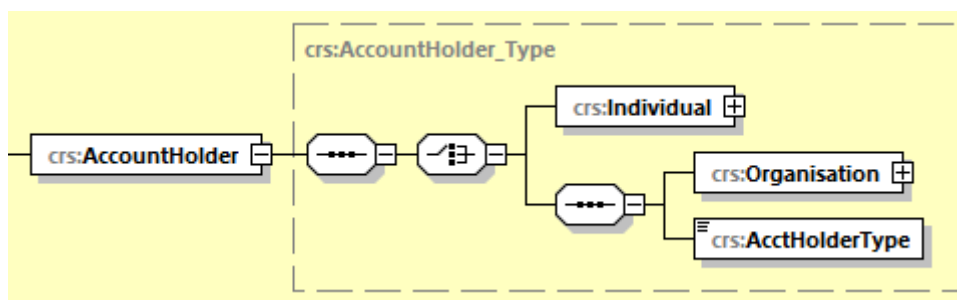 crs:AccountHolder_Type
crs:Individual
crs:AccountHolder
crs:Organisation
crs:AcctHolderType